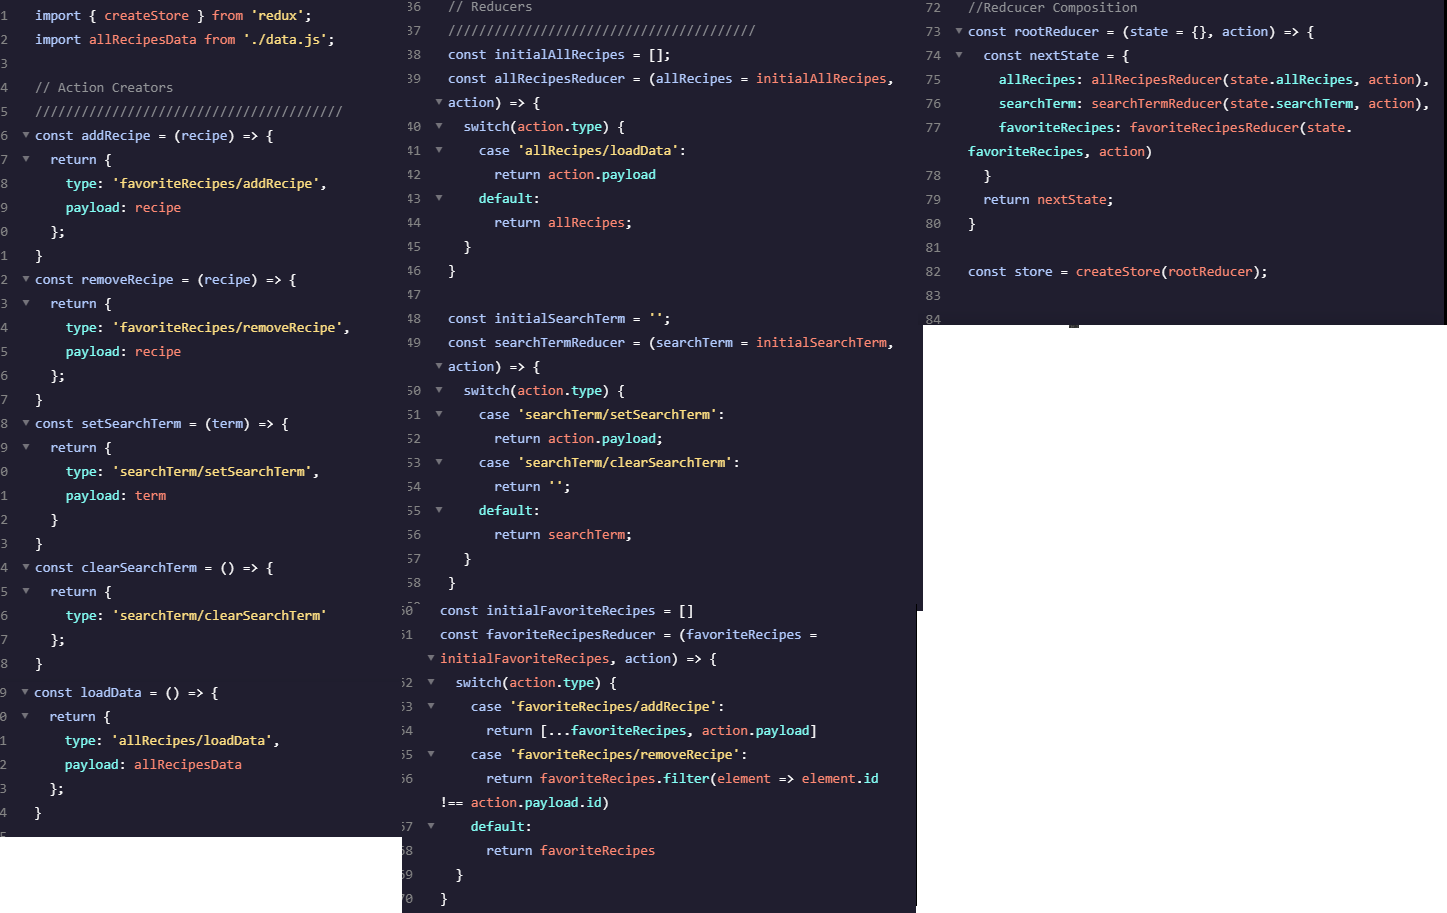 1 import { createStore } from 'redux';
2 import allRecipesData from './data.js';
3
4 // Action Creators
5 ////////////////////////////////////////
6 const addRecipe = (recipe) => {
7 return {
8 type: 'favoriteRecipes/addRecipe',
9 payload: recipe
0 };
1 }
2 const removeRecipe = (recipe) => {
3 return {
4 type: 'favoriteRecipes/removeRecipe',
5 payload: recipe
6 };
7 }
8 const setSearchTerm = (term) => {
9 return {
0 type: 'searchTerm/setSearchTerm',
1 payload: term
2 }
3 }
4 const clearSearchTerm = () => {
5 return {
6 type: 'searchTerm/clearSearchTerm'
7 };
8 }
9 const loadData = () => {
0 return {
1 type: 'allRecipes/loadData',
2 payload: allRecipesData
3 };
4 }
36 // Reducers
37 ////////////////////////////////////////
38 const initialAllRecipes = [];
39 const allRecipesReducer = (allRecipes = initialAllRecipes,
action) => {
40 switch(action.type) {
41 case 'allRecipes/loadData':
42 return action.payload
43 default:
44 return allRecipes;
45 }
46 }
47
48 const initialSearchTerm = '';
49 const searchTermReducer = (searchTerm = initialSearchTerm,
action) => {
50 switch(action.type) {
51 case 'searchTerm/setSearchTerm':
52 return action.payload;
53 case 'searchTerm/clearSearchTerm':
54 return '';
55 default:
56 return searchTerm;
57 }
58 }
60 const initialFavoriteRecipes = []
61 const favoriteRecipesReducer = (favoriteRecipes =
initialFavoriteRecipes, action) => {
62 switch(action.type) {
63 case 'favoriteRecipes/addRecipe':
64 return [...favoriteRecipes, action.payload]
65 case 'favoriteRecipes/removeRecipe':
66 return favoriteRecipes.filter(element => element.id
!== action.payload.id)
67 default:
68 return favoriteRecipes
69 }
70 }
72 //Redcucer Composition
73 const rootReducer = (state = {}, action) => {
74 const nextState = {
75 allRecipes: allRecipesReducer(state.allRecipes, action),
76 searchTerm: searchTermReducer(state.searchTerm, action),
77 favoriteRecipes: favoriteRecipesReducer(state.
favoriteRecipes, action)
78 }
79 return nextState;
80 }
81
82 const store = createStore(rootReducer);
83
84